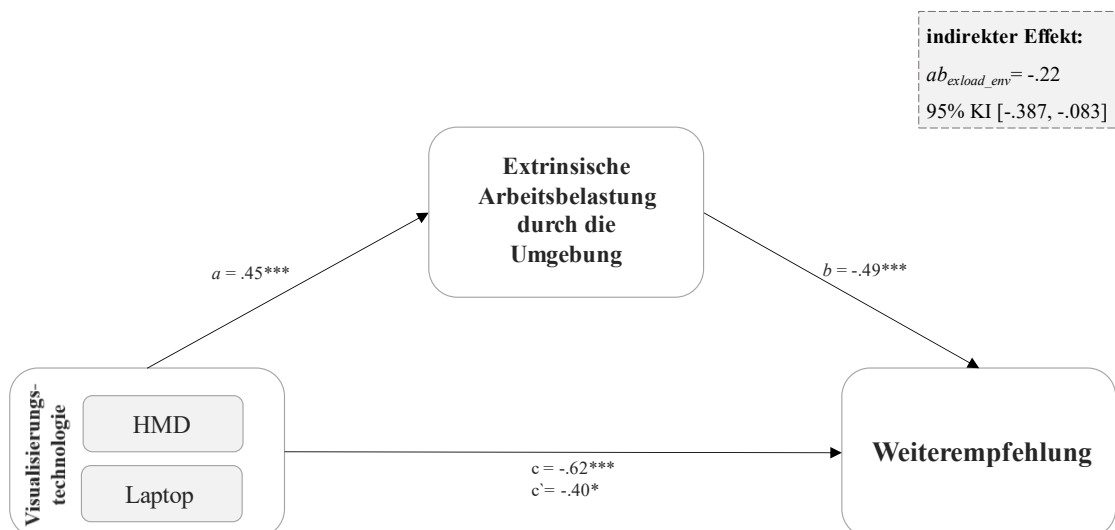 indirekter Effekt:
ab_exload_env= -.22
95% KI [-.387, -.083]
Extrinsische
Arbeitsbelastung
durch die
Umgebung
a = .45***
b = -.49***
Visualisierungs-
technologie
HMD
Laptop
c = -.62***
c`= -.40*
Weiterempfehlung